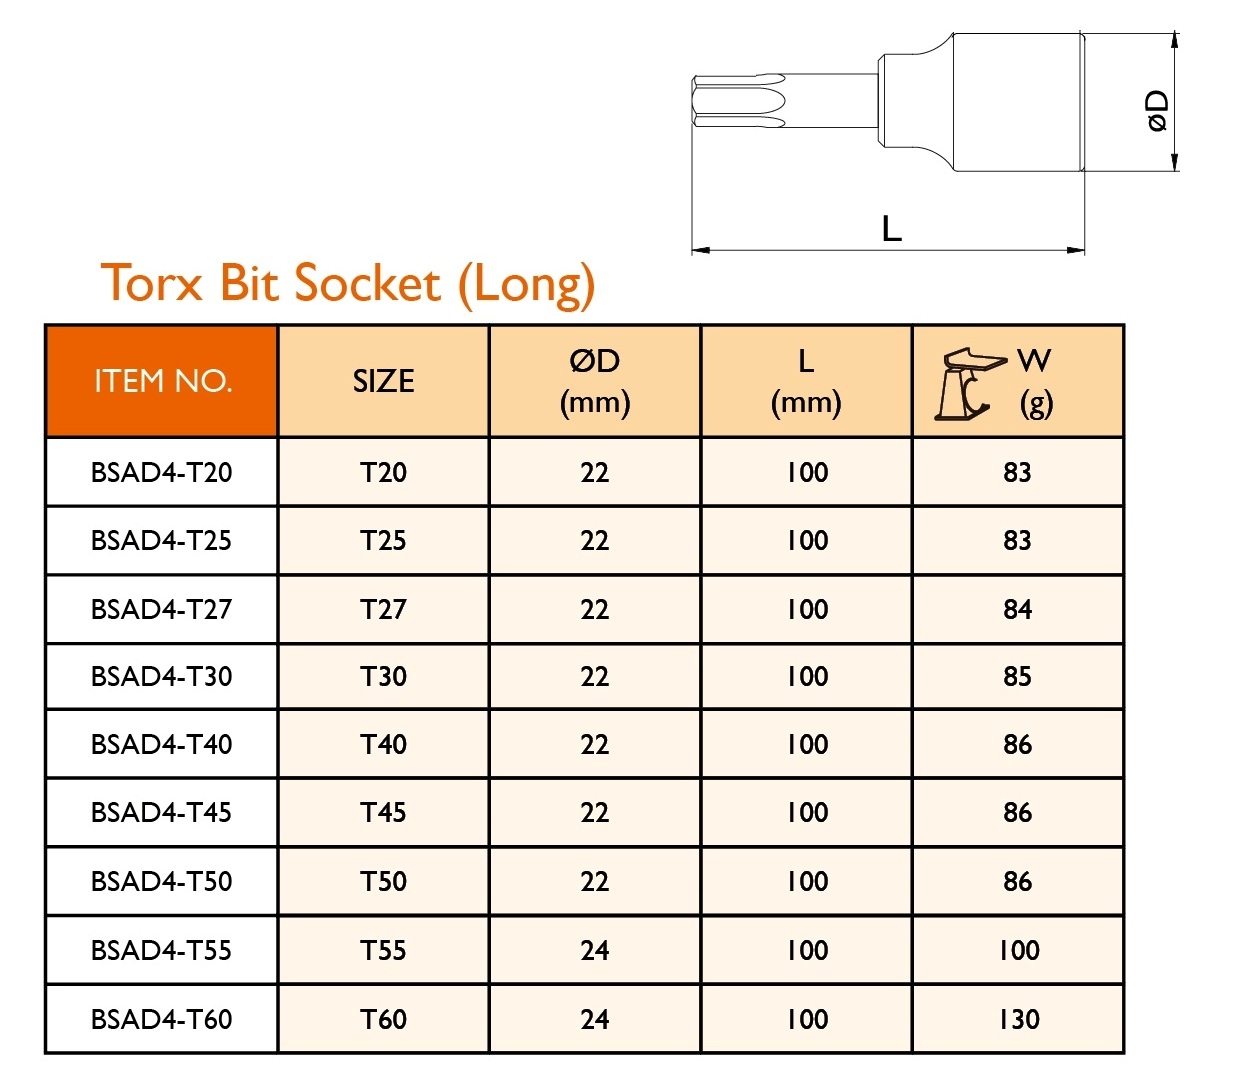 øD
L
Torx Bit Socket (Long)
ITEM NO. SIZE ØD (mm) L (mm) W (g)
BSAD4-T20 T20 22 100 83
BSAD4-T25 T25 22 100 83
BSAD4-T27 T27 22 100 84
BSAD4-T30 T30 22 100 85
BSAD4-T40 T40 22 100 86
BSAD4-T45 T45 22 100 86
BSAD4-T50 T50 22 100 86
BSAD4-T55 T55 24 100 100
BSAD4-T60 T60 24 100 130